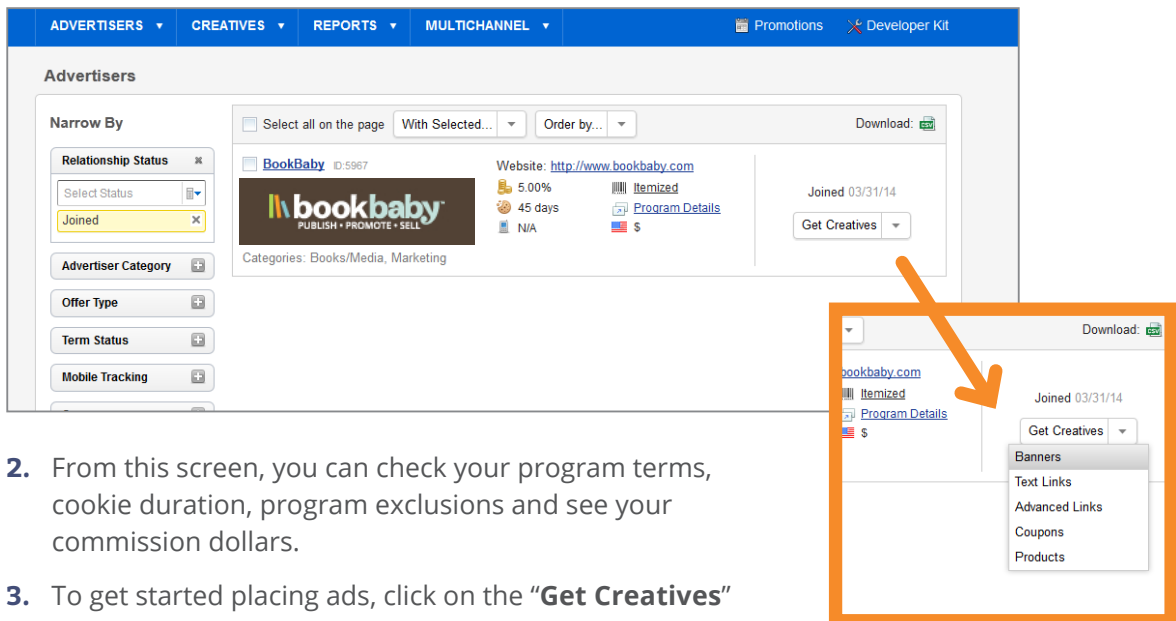 ADVERTISERS CREATIVES REPORTS MULTICHANNEL Promotions Developer Kit
Advertisers
Narrow By
Select all on the page With Selected... Order by... Download: CSV
Relationship Status
Select Status
Joined
Advertiser Category
Offer Type
Term Status
Mobile Tracking
BookBaby ID:5967
bookbaby
PUBLISH • PROMOTE • SELL
Categories: Books/Media, Marketing
Website: http://www.bookbaby.com
5.00% Itemized
45 days Program Details
N/A $
Joined 03/31/14
Get Creatives
Download: CSV
bookbaby.com
Itemized
Program Details
$
Joined 03/31/14
Get Creatives
Banners
Text Links
Advanced Links
Coupons
Products
2. From this screen, you can check your program terms,
cookie duration, program exclusions and see your
commission dollars.
3. To get started placing ads, click on the “Get Creatives”